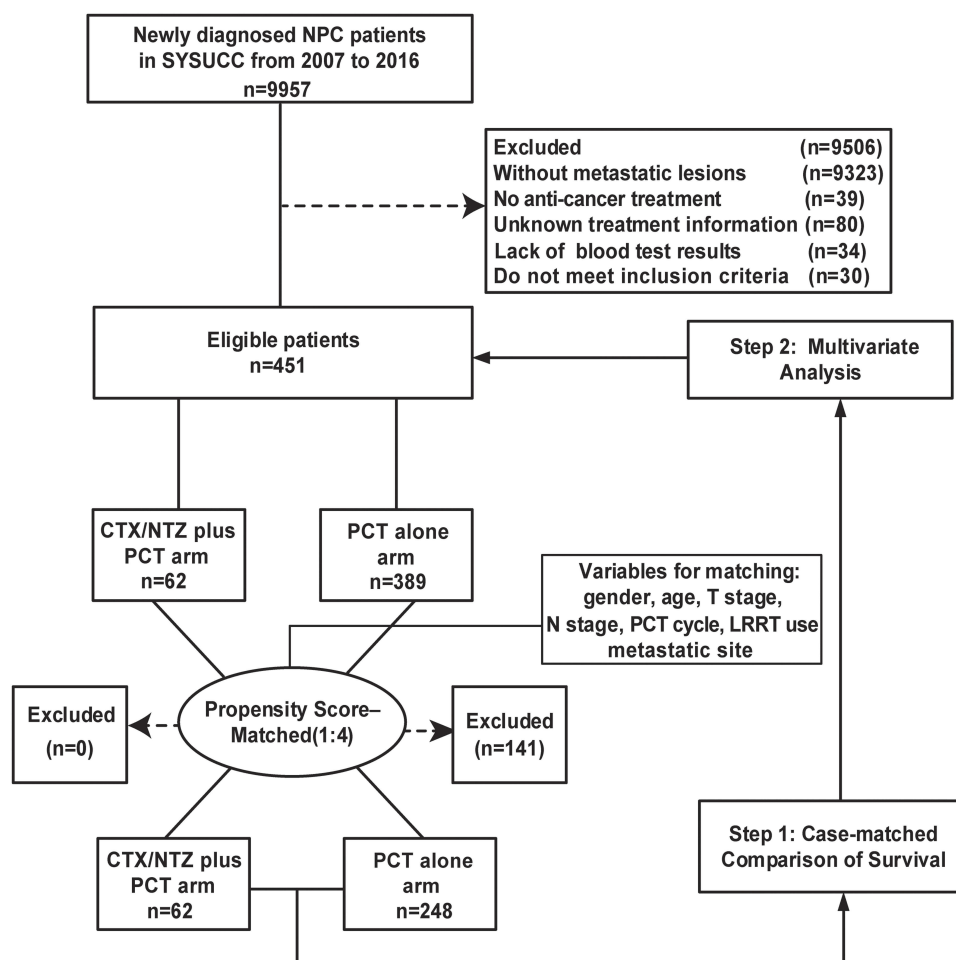 Newly diagnosed NPC patients
in SYSUCC from 2007 to 2016
n=9957
Excluded (n=9506)
Without metastatic lesions (n=9323)
No anti-cancer treatment (n=39)
Unknown treatment information (n=80)
Lack of blood test results (n=34)
Do not meet inclusion criteria (n=30)
Eligible patients
n=451
Step 2: Multivariate
Analysis
CTX/NTZ plus
PCT arm
n=62
PCT alone
arm
n=389
Variables for matching:
gender, age, T stage,
N stage, PCT cycle, LRRT use
metastatic site
Excluded
(n=0)
Propensity Score–
Matched(1:4)
Excluded
(n=141)
CTX/NTZ plus
PCT arm
n=62
PCT alone
arm
n=248
Step 1: Case-matched
Comparison of Survival